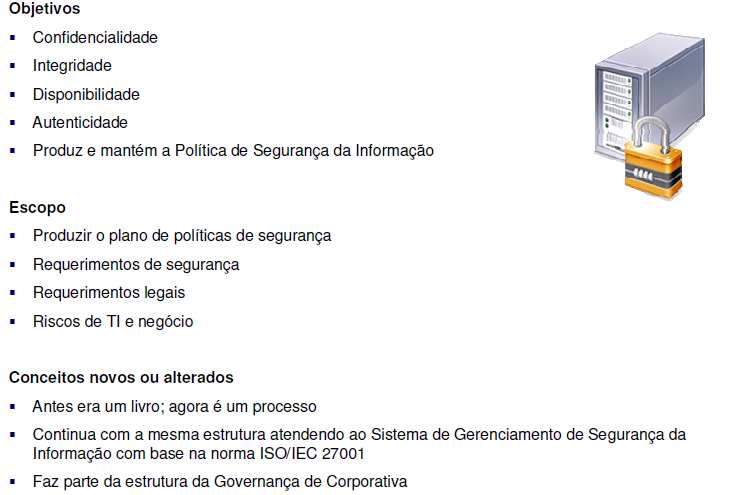 Objetivos
▪ Confidencialidade
▪ Integridade
▪ Disponibilidade
▪ Autenticidade
▪ Produz e mantém a Política de Segurança da Informação
Escopo
▪ Produzir o plano de políticas de segurança
▪ Requerimentos de segurança
▪ Requerimentos legais
▪ Riscos de TI e negócio
Conceitos novos ou alterados
▪ Antes era um livro; agora é um processo
▪ Continua com a mesma estrutura atendendo ao Sistema de Gerenciamento de Segurança da
Informação com base na norma ISO/IEC 27001
▪ Faz parte da estrutura da Governança de Corporativa